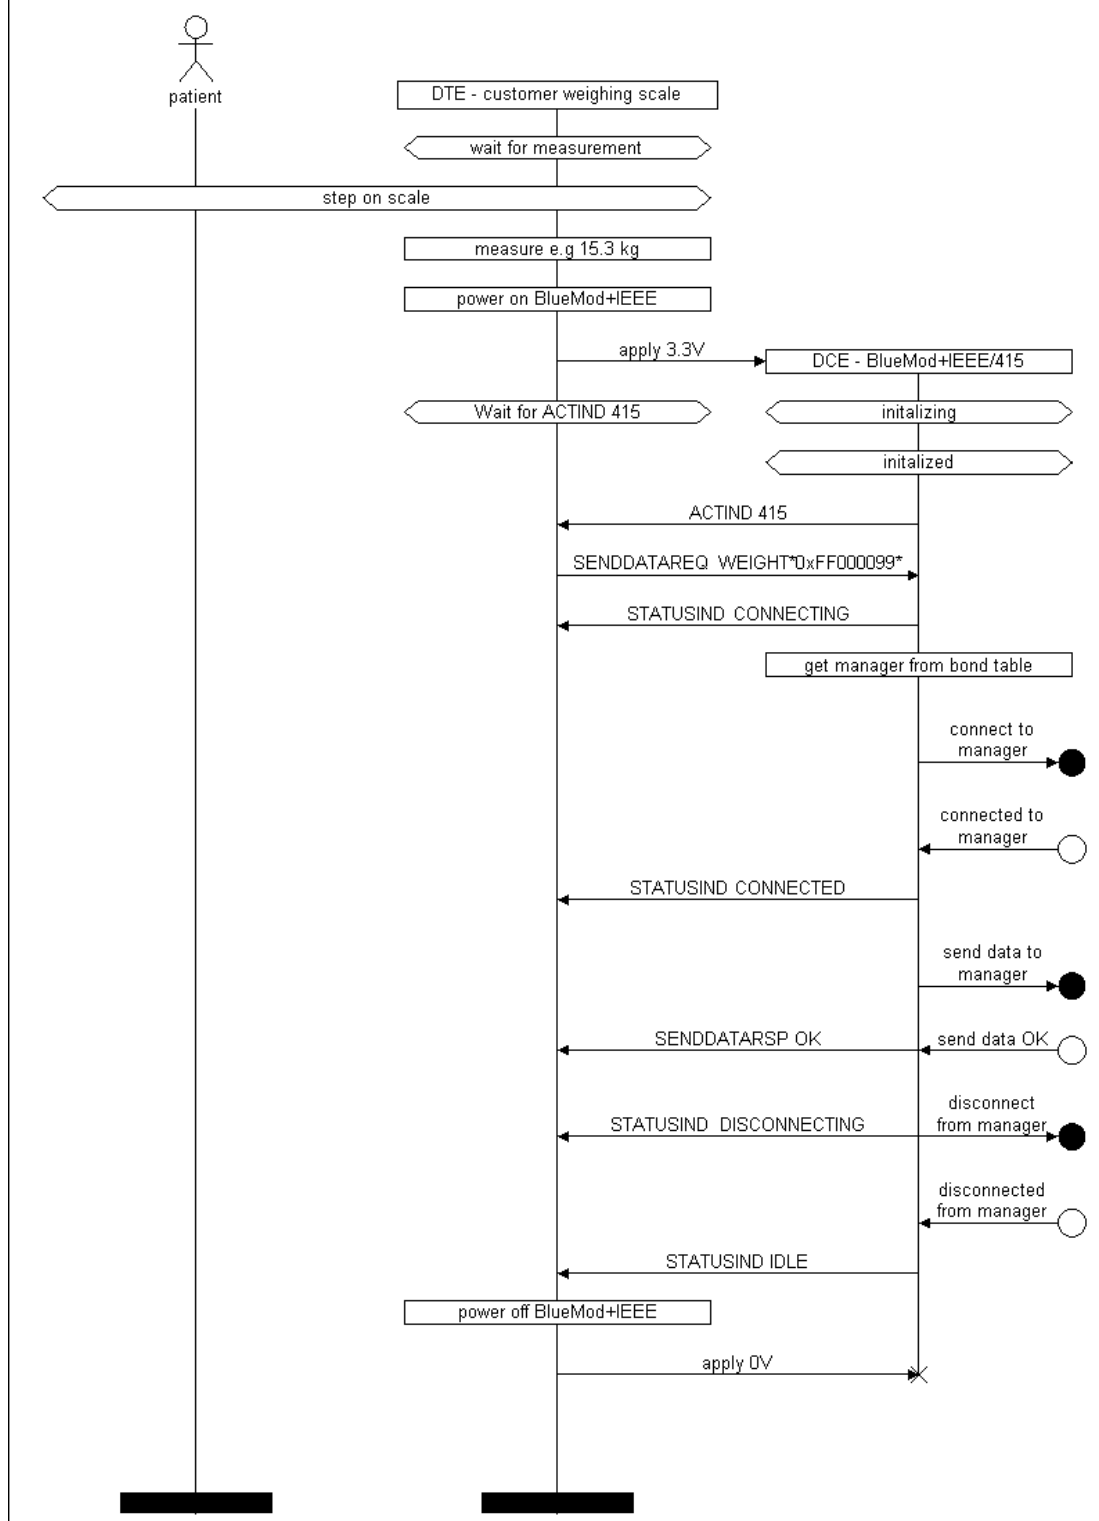 patient
DTE - customer weighing scale
wait for measurement
step on scale
measure e.g 15.3 kg
power on BlueMod+IEEE
apply 3.3V
DCE - BlueMod+IEEE/415
Wait for ACTIND 415
initalizing
initalized
ACTIND 415
SENDDATAREQ WEIGHT*0xFF000099*
STATUSIND CONNECTING
get manager from bond table
connect to
manager
connected to
manager
STATUSIND CONNECTED
send data to
manager
SENDDATARSP OK
send data OK
disconnect
from manager
STATUSIND DISCONNECTING
disconnected
from manager
STATUSIND IDLE
power off BlueMod+IEEE
apply 0V